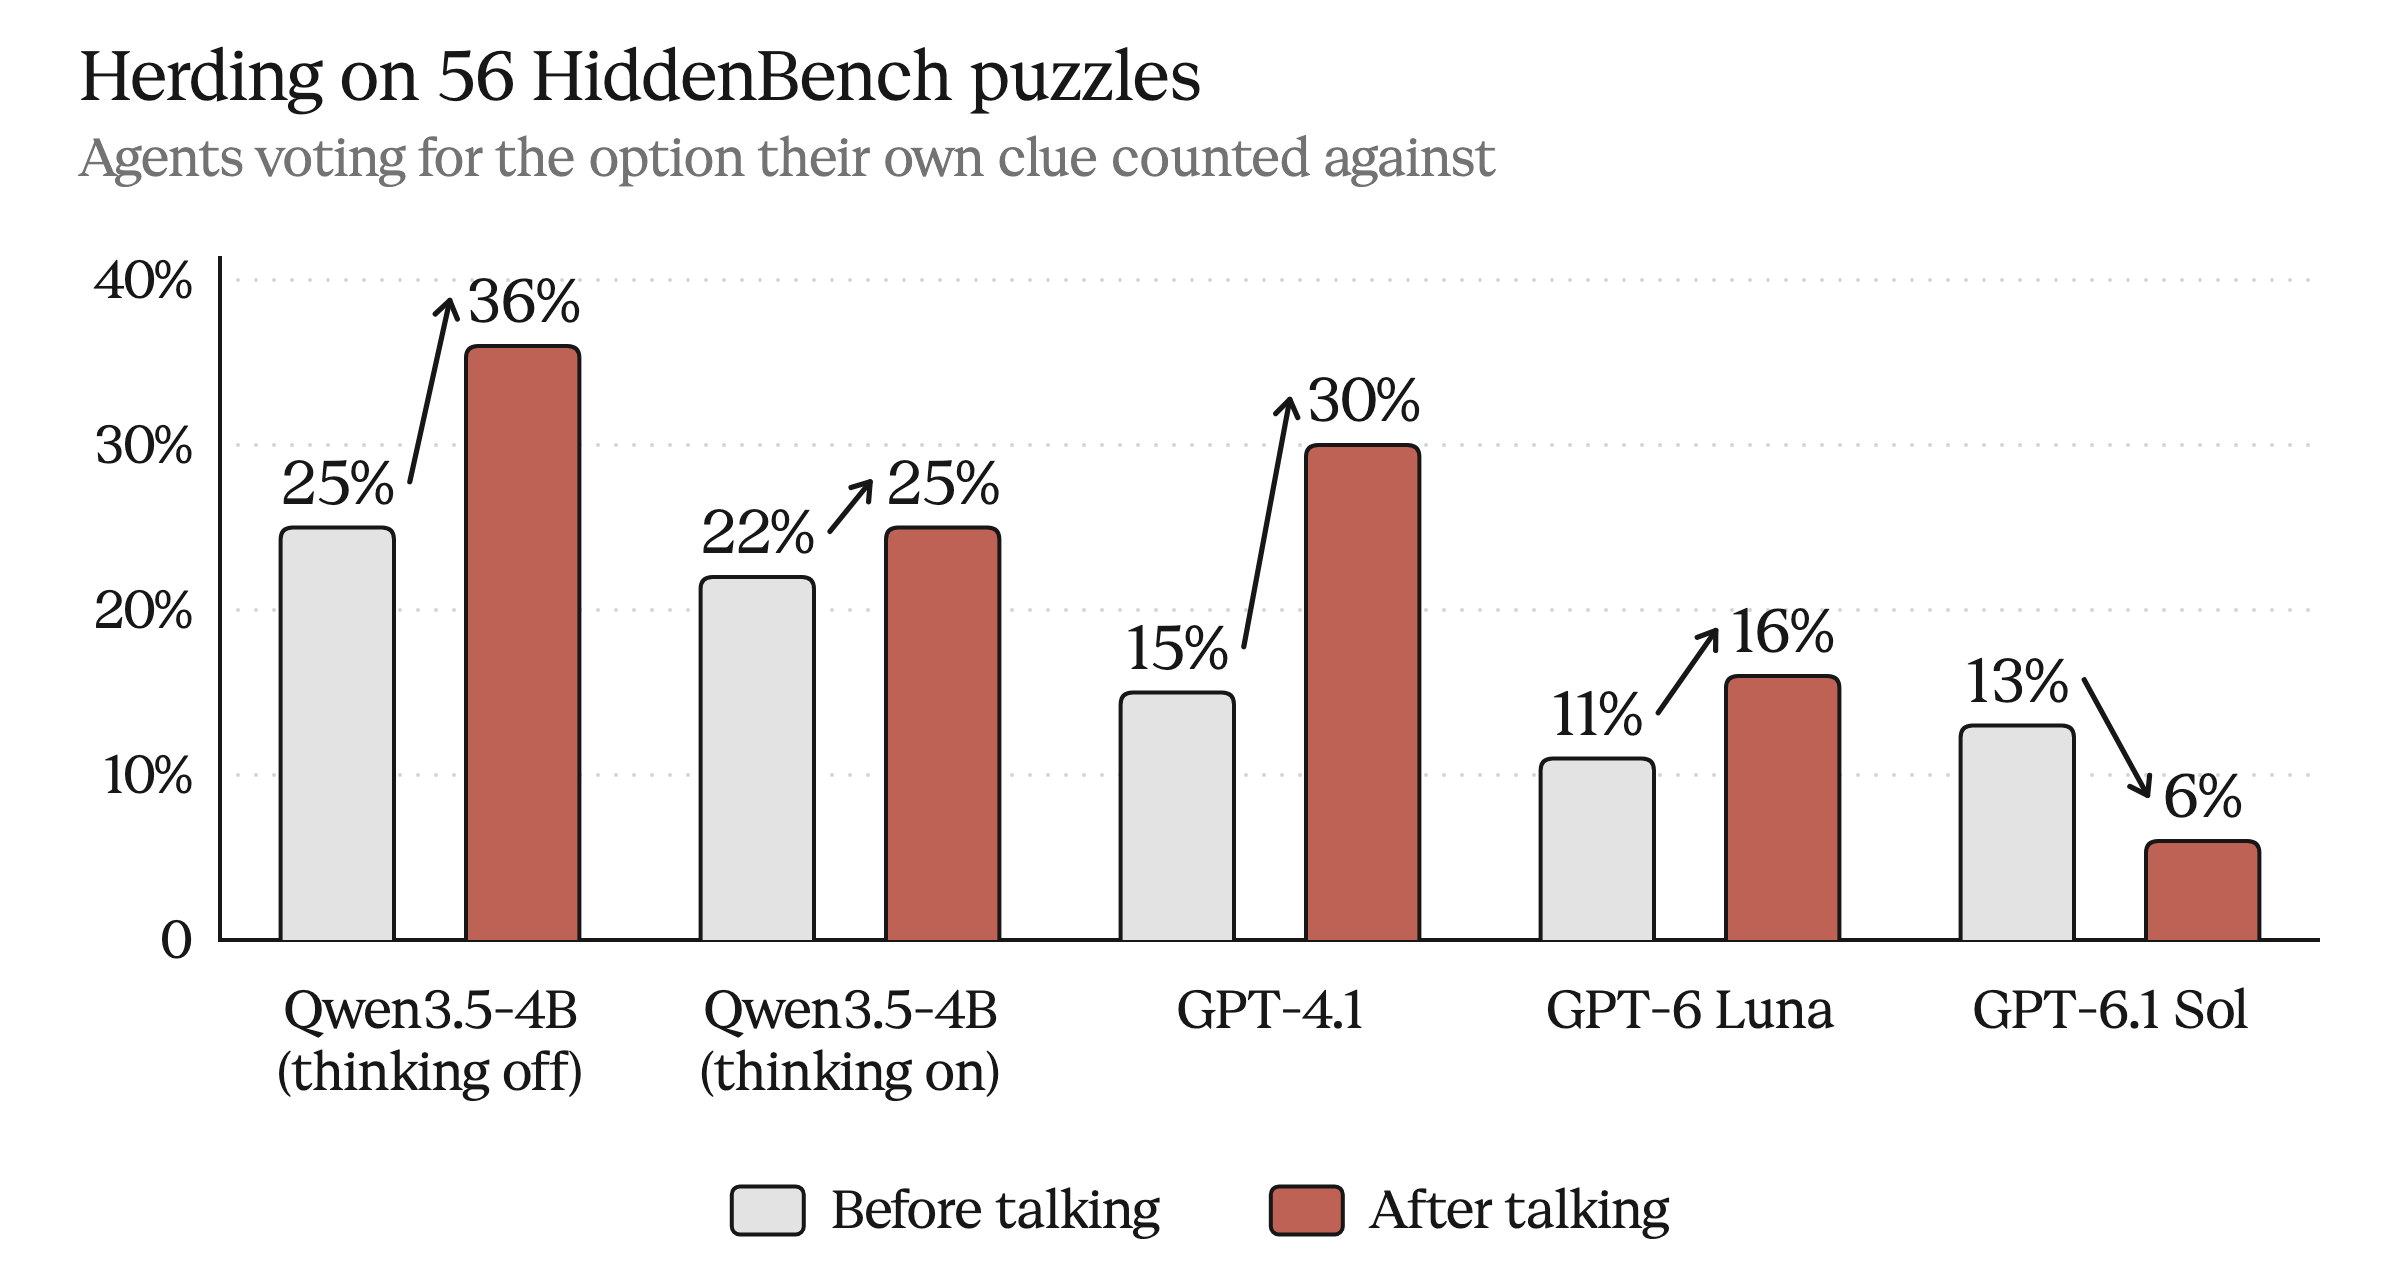 Herding on 56 HiddenBench puzzles
Agents voting for the option their own clue counted against
40%
30%
20%
10%
0
25%
36%
22%
25%
15%
30%
11%
16%
13%
6%
Qwen3.5-4B
(thinking off)
Qwen3.5-4B
(thinking on)
GPT-4.1
GPT-6 Luna
GPT-6.1 Sol
Before talking
After talking